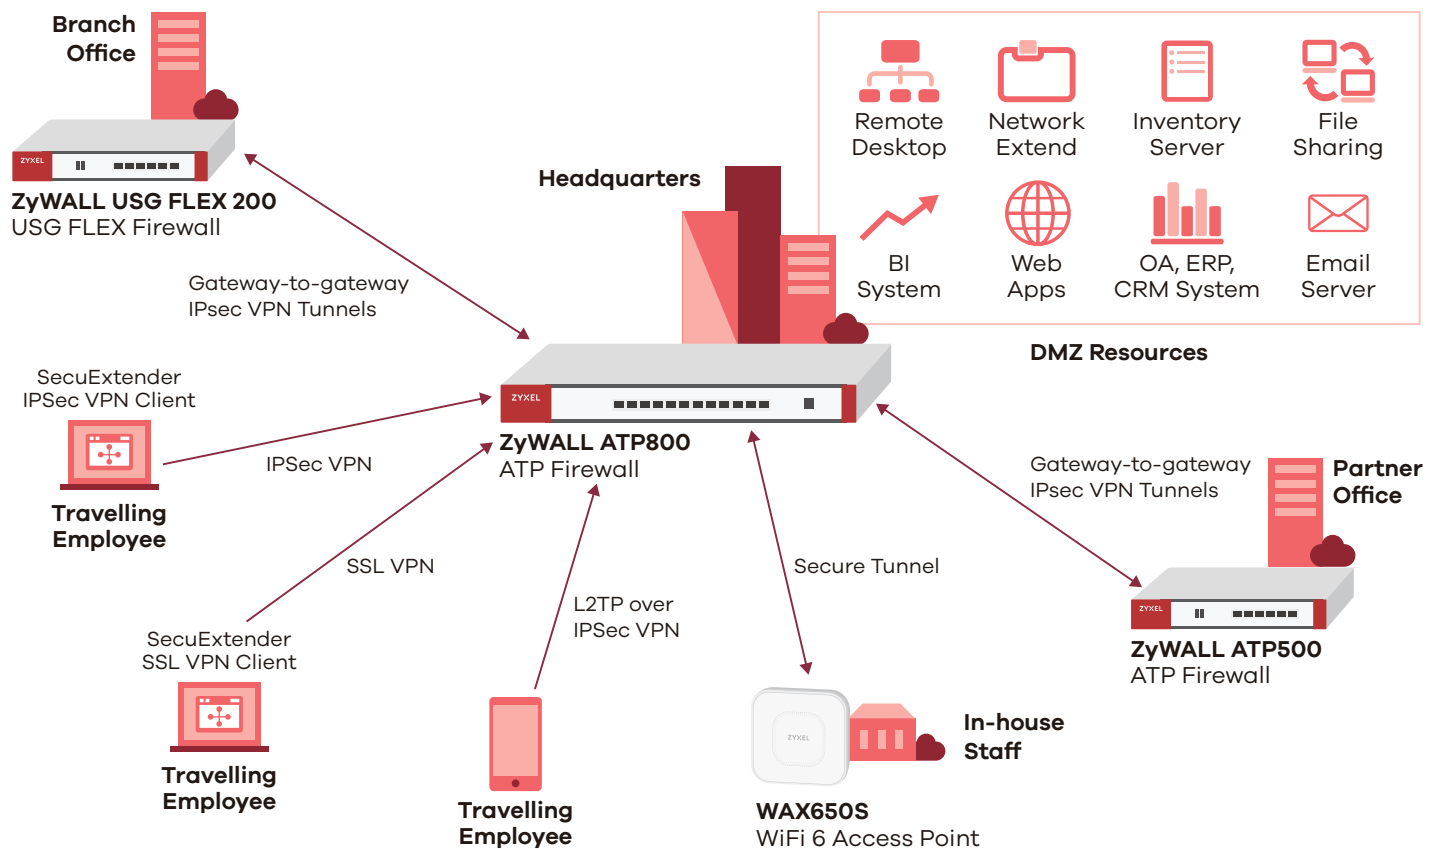 Branch
Office
ZYXEL
ZyWALL USG FLEX 200
USG FLEX Firewall
Gateway-to-gateway
IPsec VPN Tunnels
Headquarters
Remote
Desktop
Network
Extend
Inventory
Server
File
Sharing
BI
System
Web
Apps
OA, ERP,
CRM System
Email
Server
DMZ Resources
SecuExtender
IPSec VPN Client
Travelling
Employee
IPSec VPN
ZYXEL
ZyWALL ATP800
ATP Firewall
Gateway-to-gateway
IPsec VPN Tunnels
Partner
Office
ZYXEL
ZyWALL ATP500
ATP Firewall
SSL VPN
SecuExtender
SSL VPN Client
Travelling
Employee
L2TP over
IPSec VPN
Travelling
Employee
Secure Tunnel
ZYXEL
In-house
Staff
WAX650S
WiFi 6 Access Point